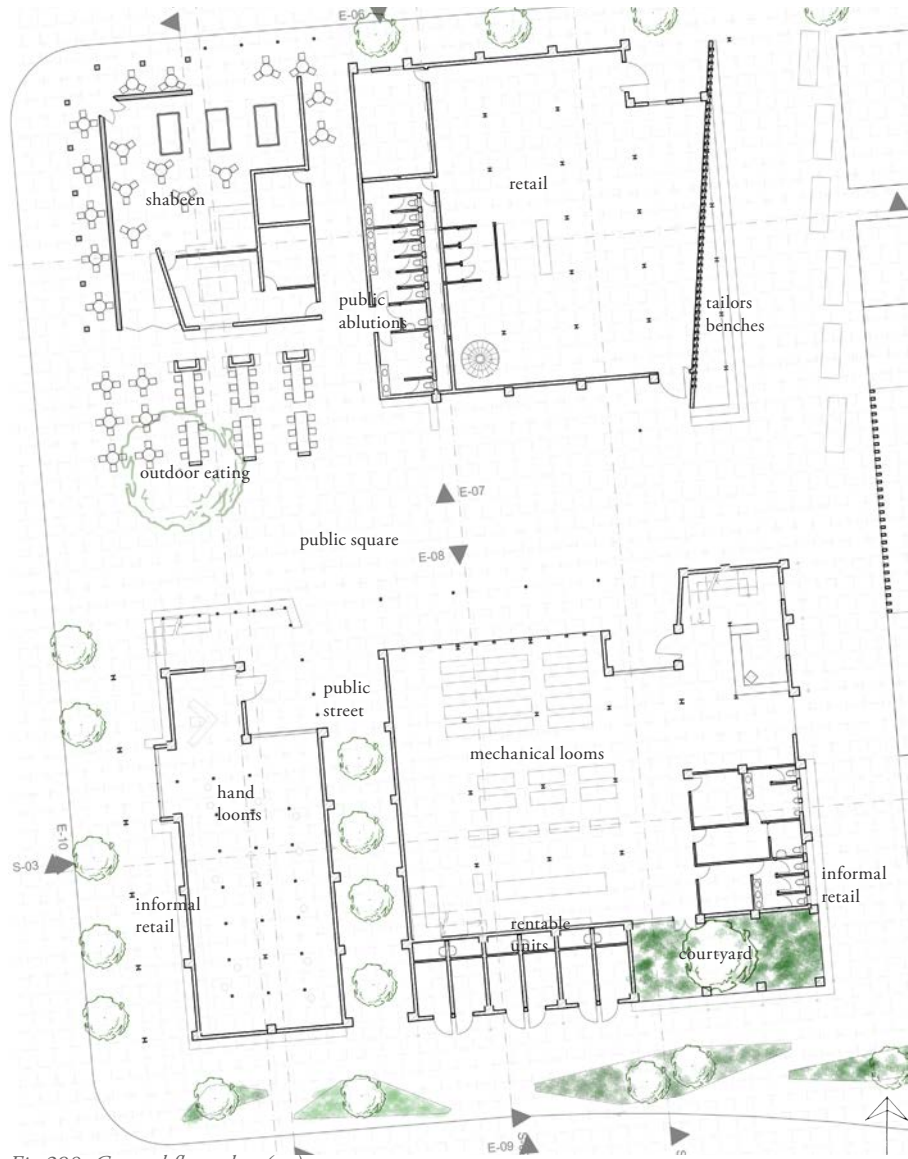 E-06
shabeen
retail
public
ablutions
tailors
benches
outdoor eating
E-07
public square
E-08
public
street
mechanical looms
hand
looms
E-10
S-03
informal
retail
informal
retail
rentable
units
courtyard
E-09